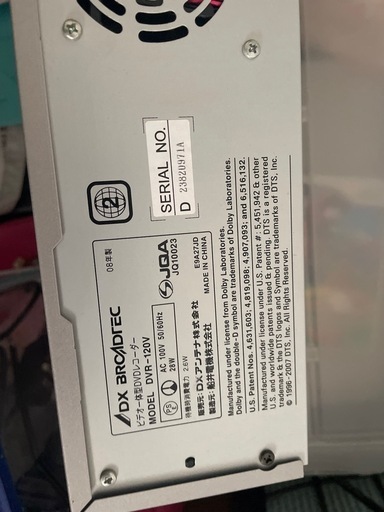 DX BROADTEC
08年製
ビデオ一体型DVDレコーダー
MODEL DVR-120V
AC 100V 50/60Hz
28W
PS
E
JQA
JQ10023
待機時消費電力 2.6W
E9A27JD
販売元:DXアンテナ株式会社
製造元:船井電機株式会社
MADE IN CHINA
2
SERIAL NO.
D 23820971A
Manufactured under license from Dolby Laboratories.
Dolby and the double-D symbol are trademarks of Dolby Laboratories.
U.S. Patent Nos. 4,631,603; 4,819,098; 4,907,093; and 6,516,132.
Manufactured under license under U.S. Patent #: 5,451,942 & other
U.S. and worldwide patents issued & pending. DTS is a registered
trademark & the DTS logos and Symbol are trademarks of DTS, Inc.
© 1996-2007 DTS, Inc. All Rights Reserved.